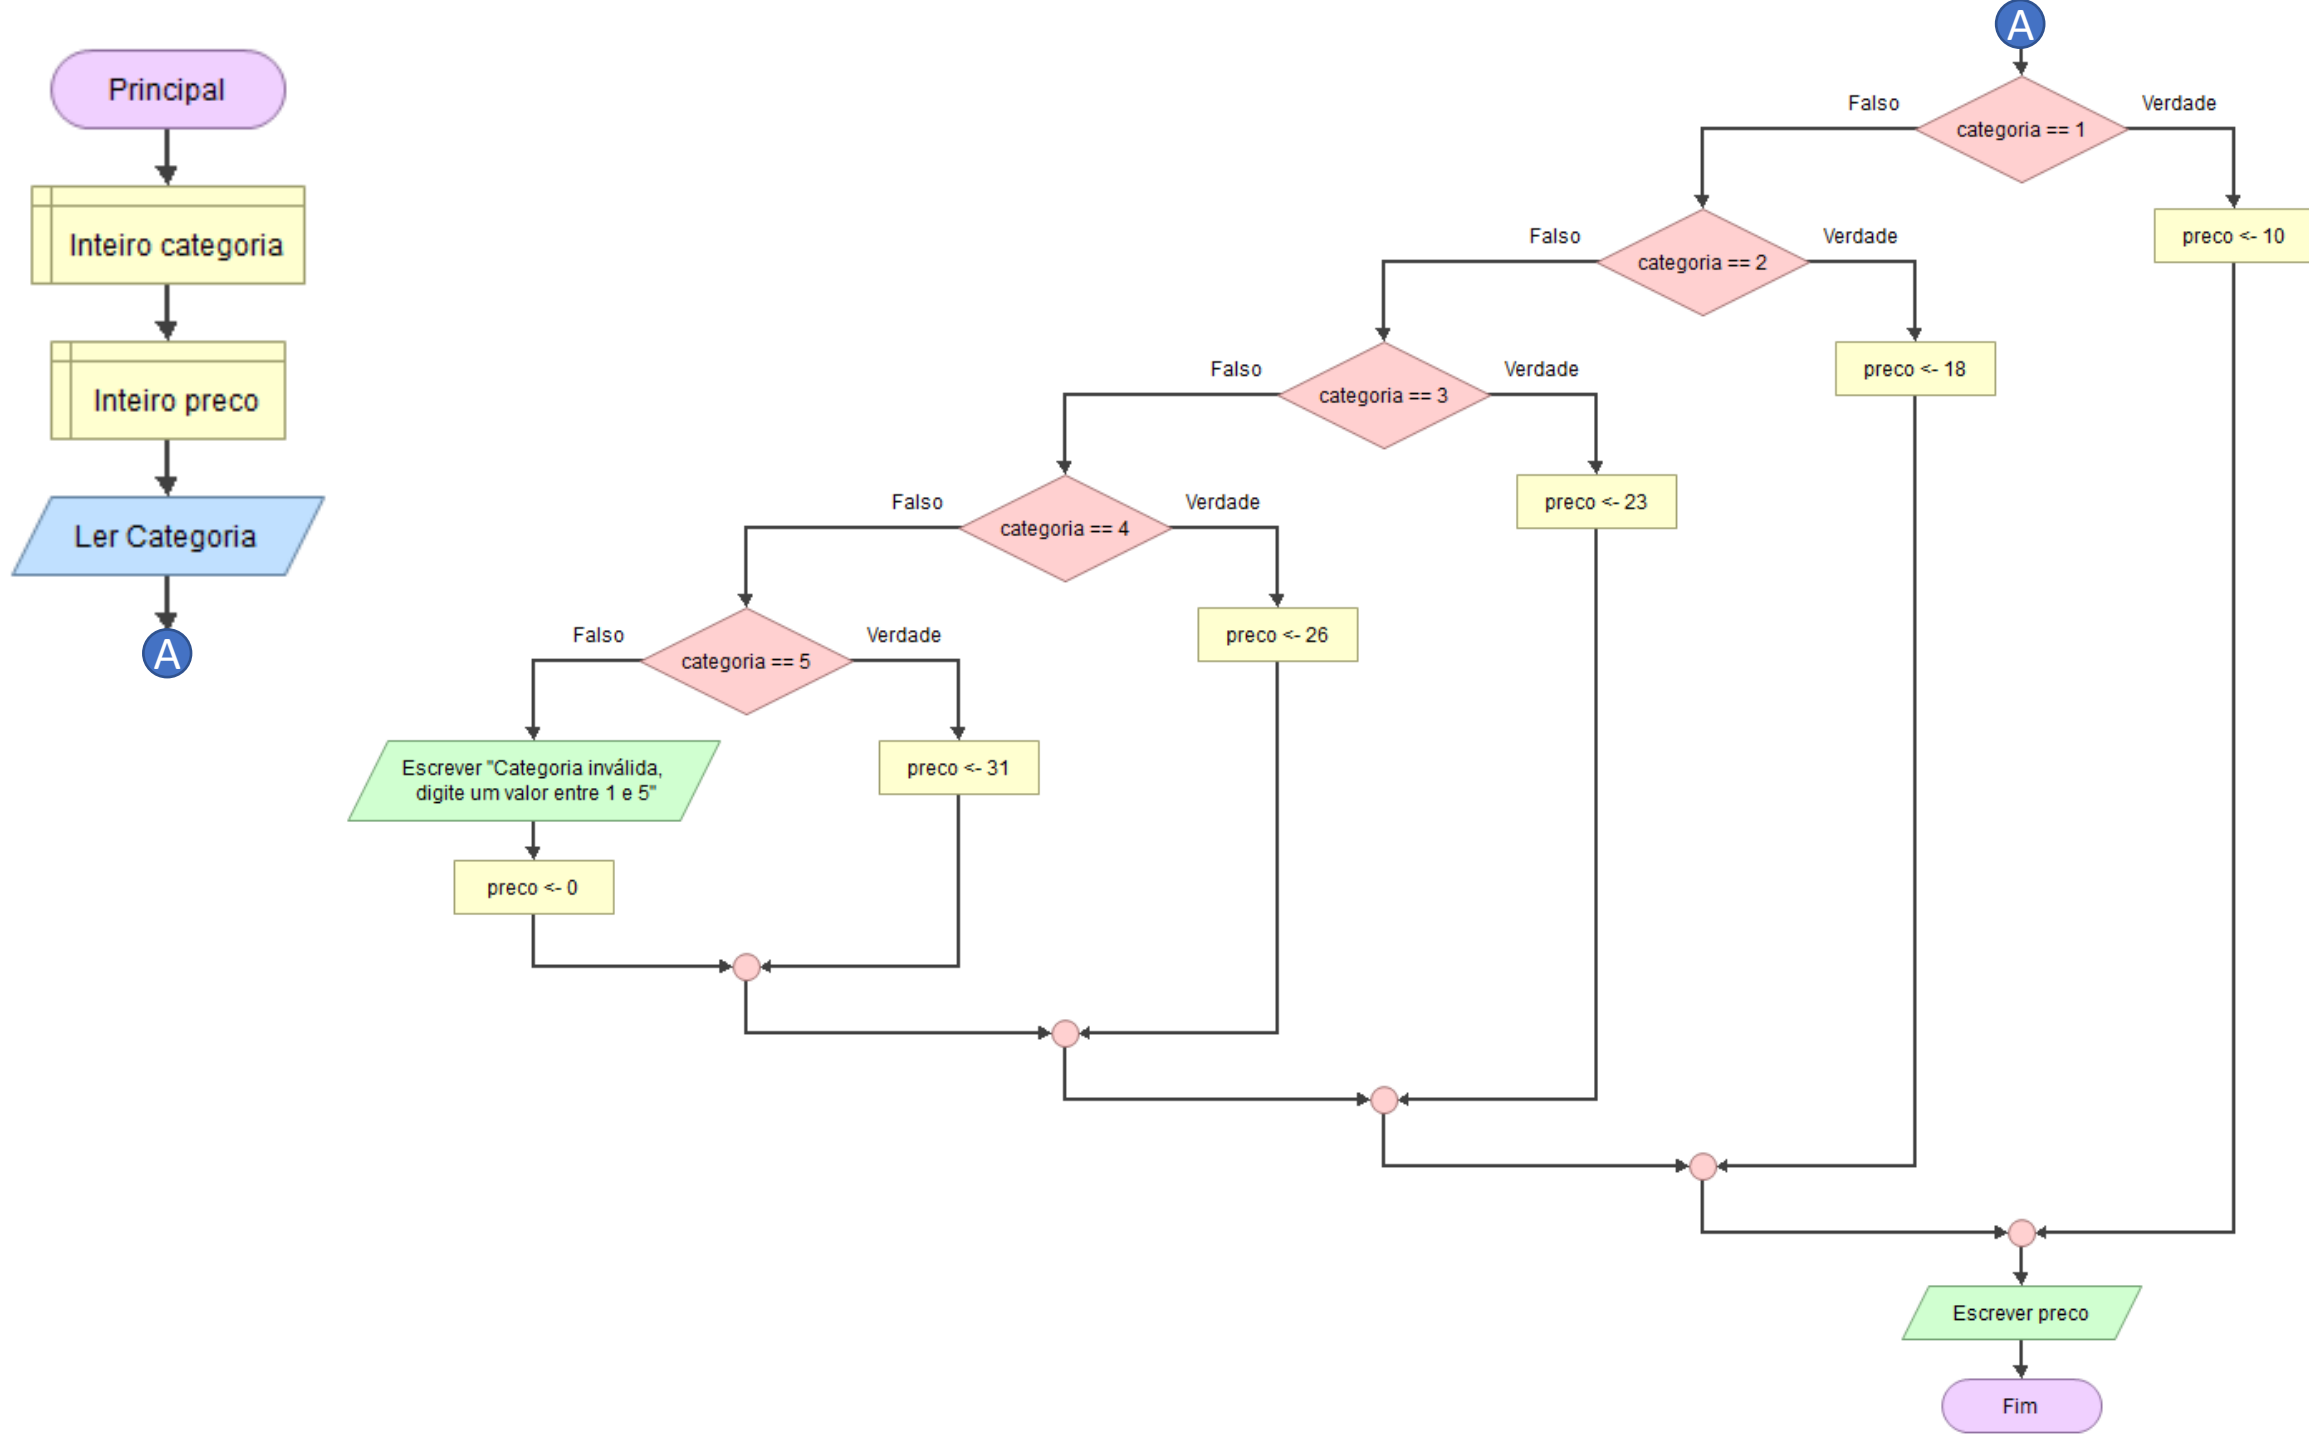 Principal
Inteiro categoria
Inteiro preco
Ler Categoria
A
A
categoria == 1
Falso
Verdade
preco <- 10
categoria == 2
Falso
Verdade
preco <- 18
categoria == 3
Falso
Verdade
preco <- 23
categoria == 4
Falso
Verdade
preco <- 26
categoria == 5
Falso
Verdade
preco <- 31
Escrever "Categoria inválida,
digite um valor entre 1 e 5"
preco <- 0
Escrever preco
Fim